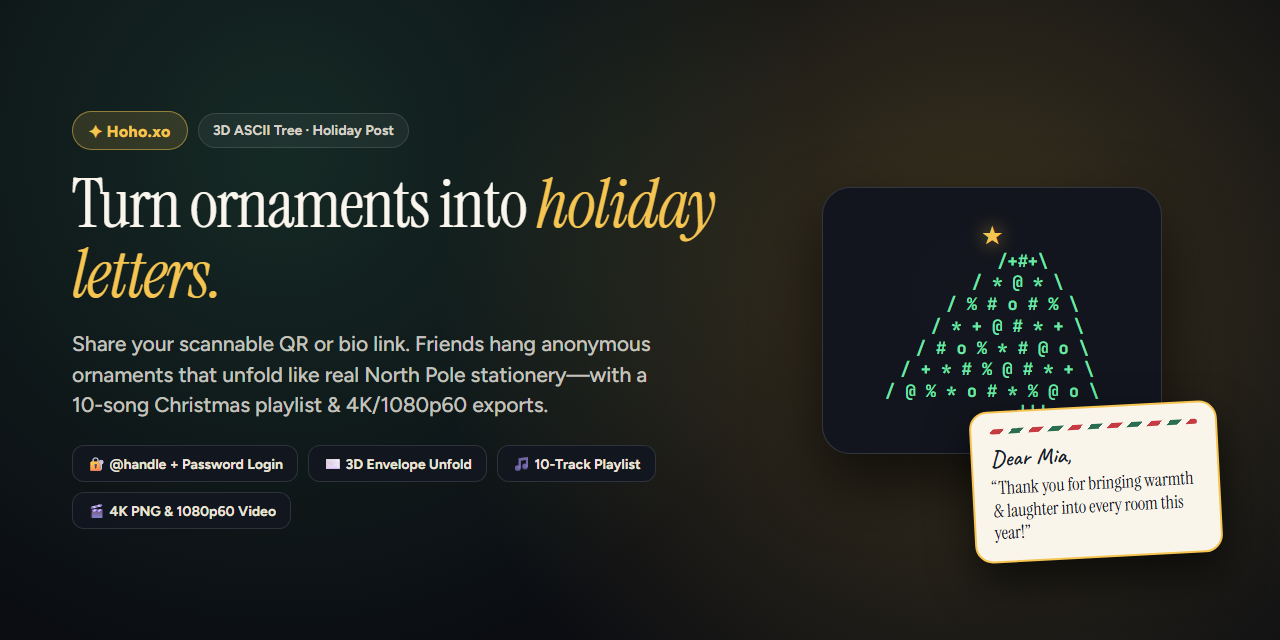 ✦ Hoho.xo
3D ASCII Tree · Holiday Post
Turn ornaments into holiday
letters.
Share your scannable QR or bio link. Friends hang anonymous
ornaments that unfold like real North Pole stationery—with a
10-song Christmas playlist & 4K/1080p60 exports.
🔐 @handle + Password Login
✉️ 3D Envelope Unfold
🎵 10-Track Playlist
🎬 4K PNG & 1080p60 Video
★
/+#+\
/ * @ * \
/ % # o # % \
/ * + @ # * + \
/ # o % * # @ o \
/ + * # % @ # * + \
/ @ % * o # * % @ o \
Dear Mia,
“Thank you for bringing warmth
& laughter into every room this
year!”